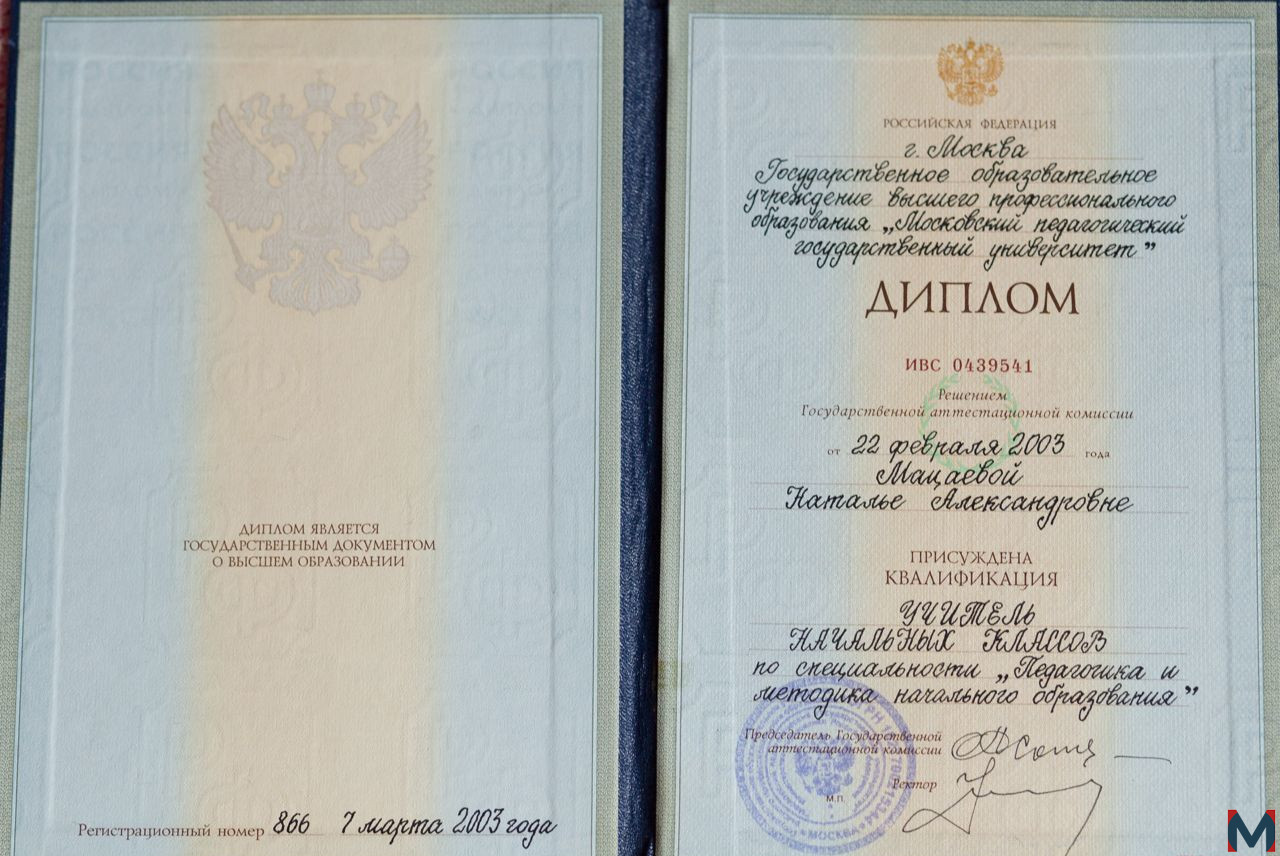 ДИПЛОМ ЯВЛЯЕТСЯ
ГОСУДАРСТВЕННЫМ ДОКУМЕНТОМ
О ВЫСШЕМ ОБРАЗОВАНИИ
Регистрационный номер 866 7 марта 2003 года
РОССИЙСКАЯ ФЕДЕРАЦИЯ
г. Москва
Государственное образовательное
учреждение высшего профессионального
образования „Московский педагогический
государственный университет”
ДИПЛОМ
ИВС 0439541
Решением
Государственной аттестационной комиссии
от 22 февраля 2003 года
Мацаевой
Наталье Александровне
ПРИСУЖДЕНА
КВАЛИФИКАЦИЯ
УЧИТЕЛЬ
НАЧАЛЬНЫХ КЛАССОВ
по специальности „Педагогика и
методика начального образования”
Председатель Государственной
аттестационной комиссии
Ректор
М.П.
МОСКВА
M